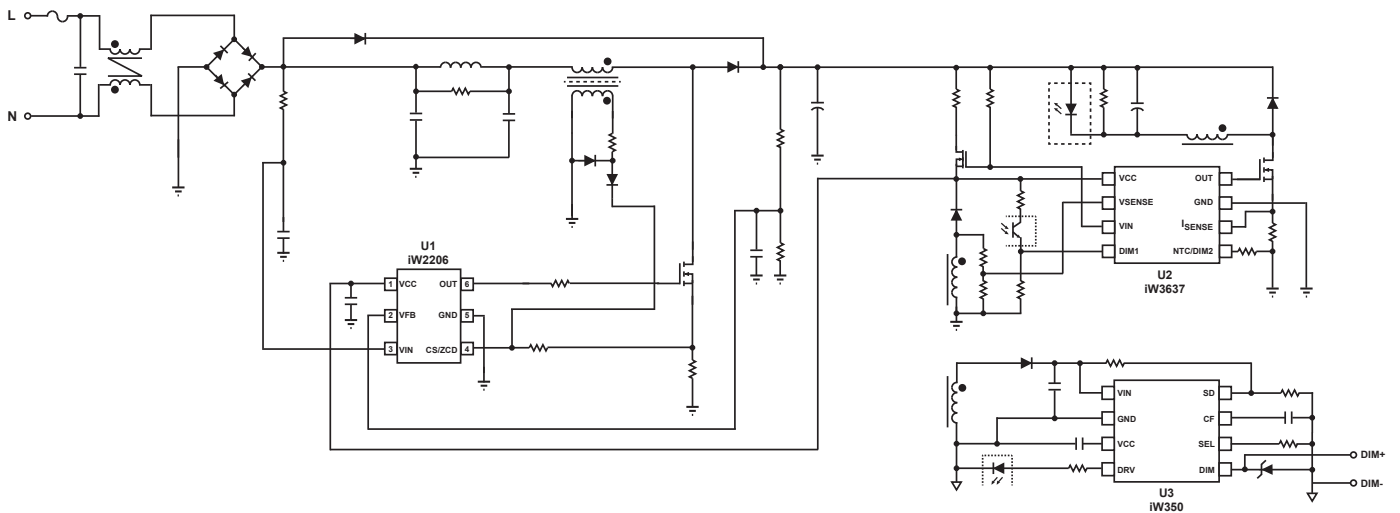 L
N
U1
iW2206
1 VCC OUT 6
2 VFB GND 5
3 VIN CS/ZCD 4
VCC OUT
VSENSE GND
VIN ISENSE
DIM1 NTC/DIM2
U2
iW3637
VIN SD
GND CF
VCC SEL
DRV DIM
U3
iW350
DIM+
DIM-